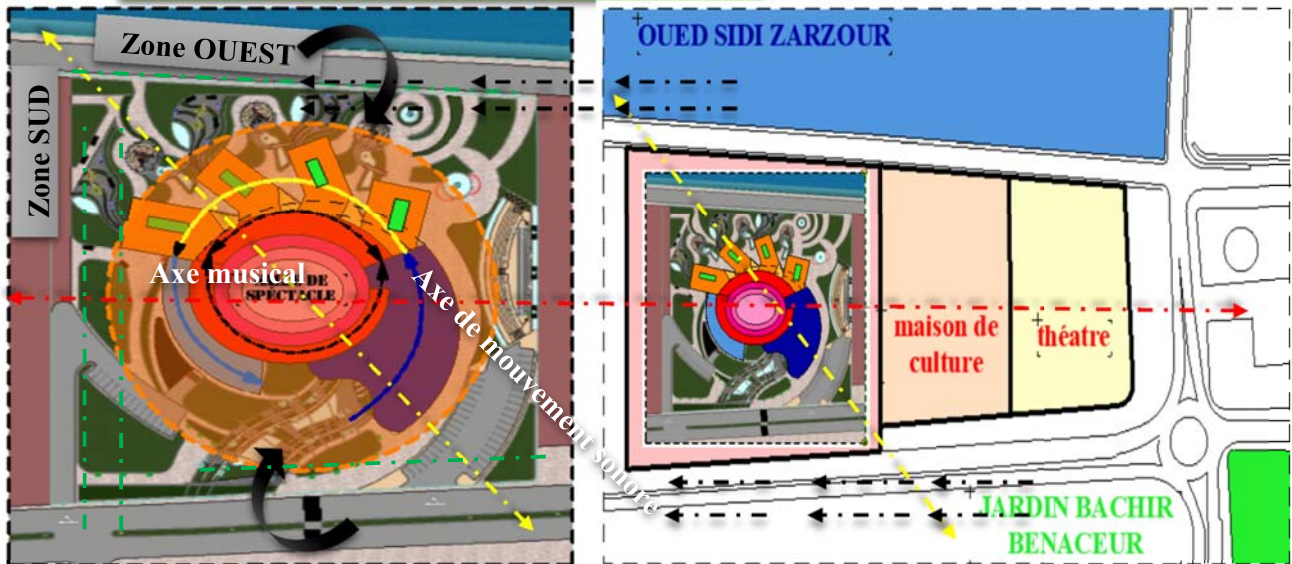 Zone OUEST
Zone SUD
Axe musical
DE
SPECTACLE
Axe de mouvement sonore
OUED SIDI ZARZOUR
maison de
culture
théatre
JARDIN BACHIR
BENACEUR